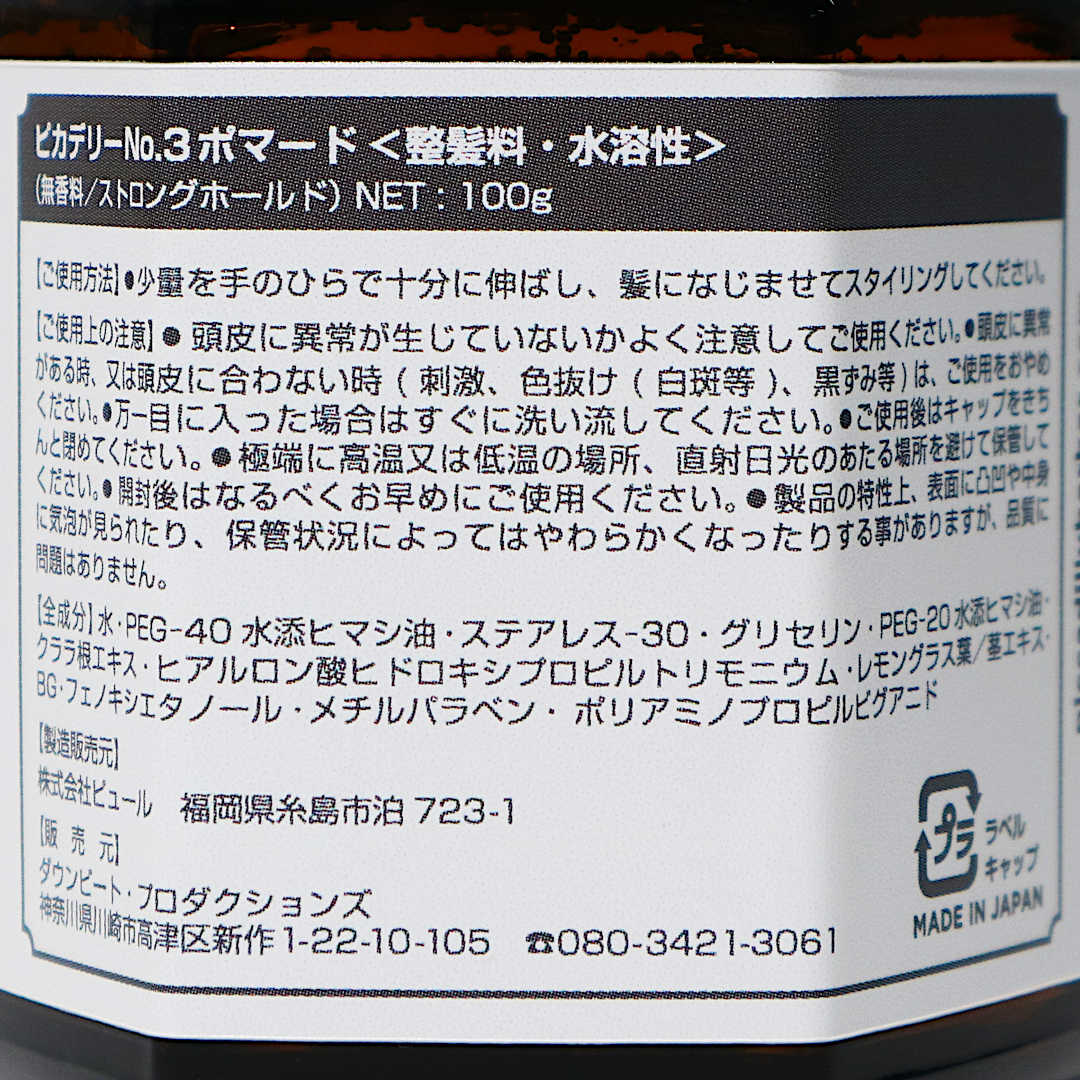 ピカデリーNo.3ポマード<整髪料・水溶性>
(無香料/ストロングホールド) NET : 100g
【ご使用方法】●少量を手のひらで十分に伸ばし、髪になじませてスタイリングしてください。
【ご使用上の注意】● 頭皮に異常が生じていないかよく注意してご使用ください。●頭皮に異常
がある時、又は頭皮に合わない時 ( 刺激、色抜け ( 白斑等 )、黒ずみ等 ) は、ご使用をおやめ
ください。●万一目に入った場合はすぐに洗い流してください。●ご使用後はキャップをきち
んと閉めてください。●極端に高温又は低温の場所、直射日光のあたる場所を避けて保管して
ください。●開封後はなるべくお早めにご使用ください。●製品の特性上、表面に凸凹や中身
に気泡が見られたり、保管状況によってはやわらかくなったりする事がありますが、品質に
問題はありません。
【全成分】水・PEG-40 水添ヒマシ油・ステアレス-30・グリセリン・PEG-20 水添ヒマシ油・
クララ根エキス・ヒアルロン酸ヒドロキシプロピルトリモニウム・レモングラス葉/茎エキス・
BG・フェノキシエタノール・メチルパラベン・ポリアミノプロピルビグアニド
【製造販売元】
株式会社ピュール 福岡県糸島市泊 723-1
【販 売 元】
ダウンビート・プロダクションズ
神奈川県川崎市高津区新作 1-22-10-105 ☎080-3421-3061
プラ
ラベル
キャップ
MADE IN JAPAN